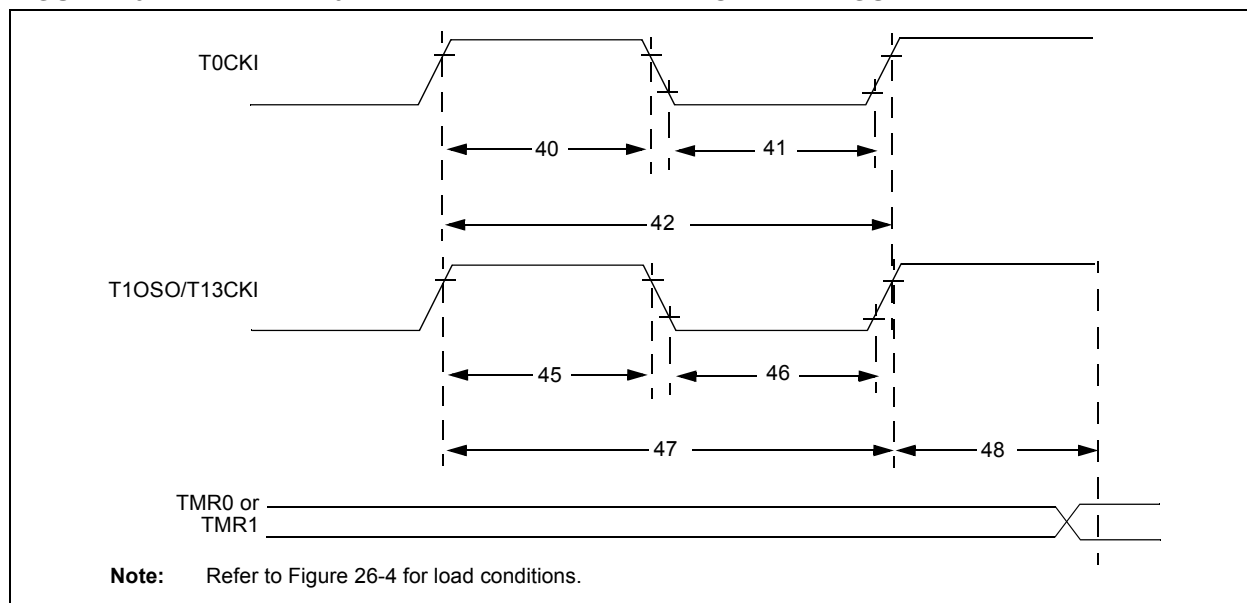 T0CKI
40
41
42
T1OSO/T13CKI
45
46
47
48
TMR0 or
TMR1
Note: Refer to Figure 26-4 for load conditions.